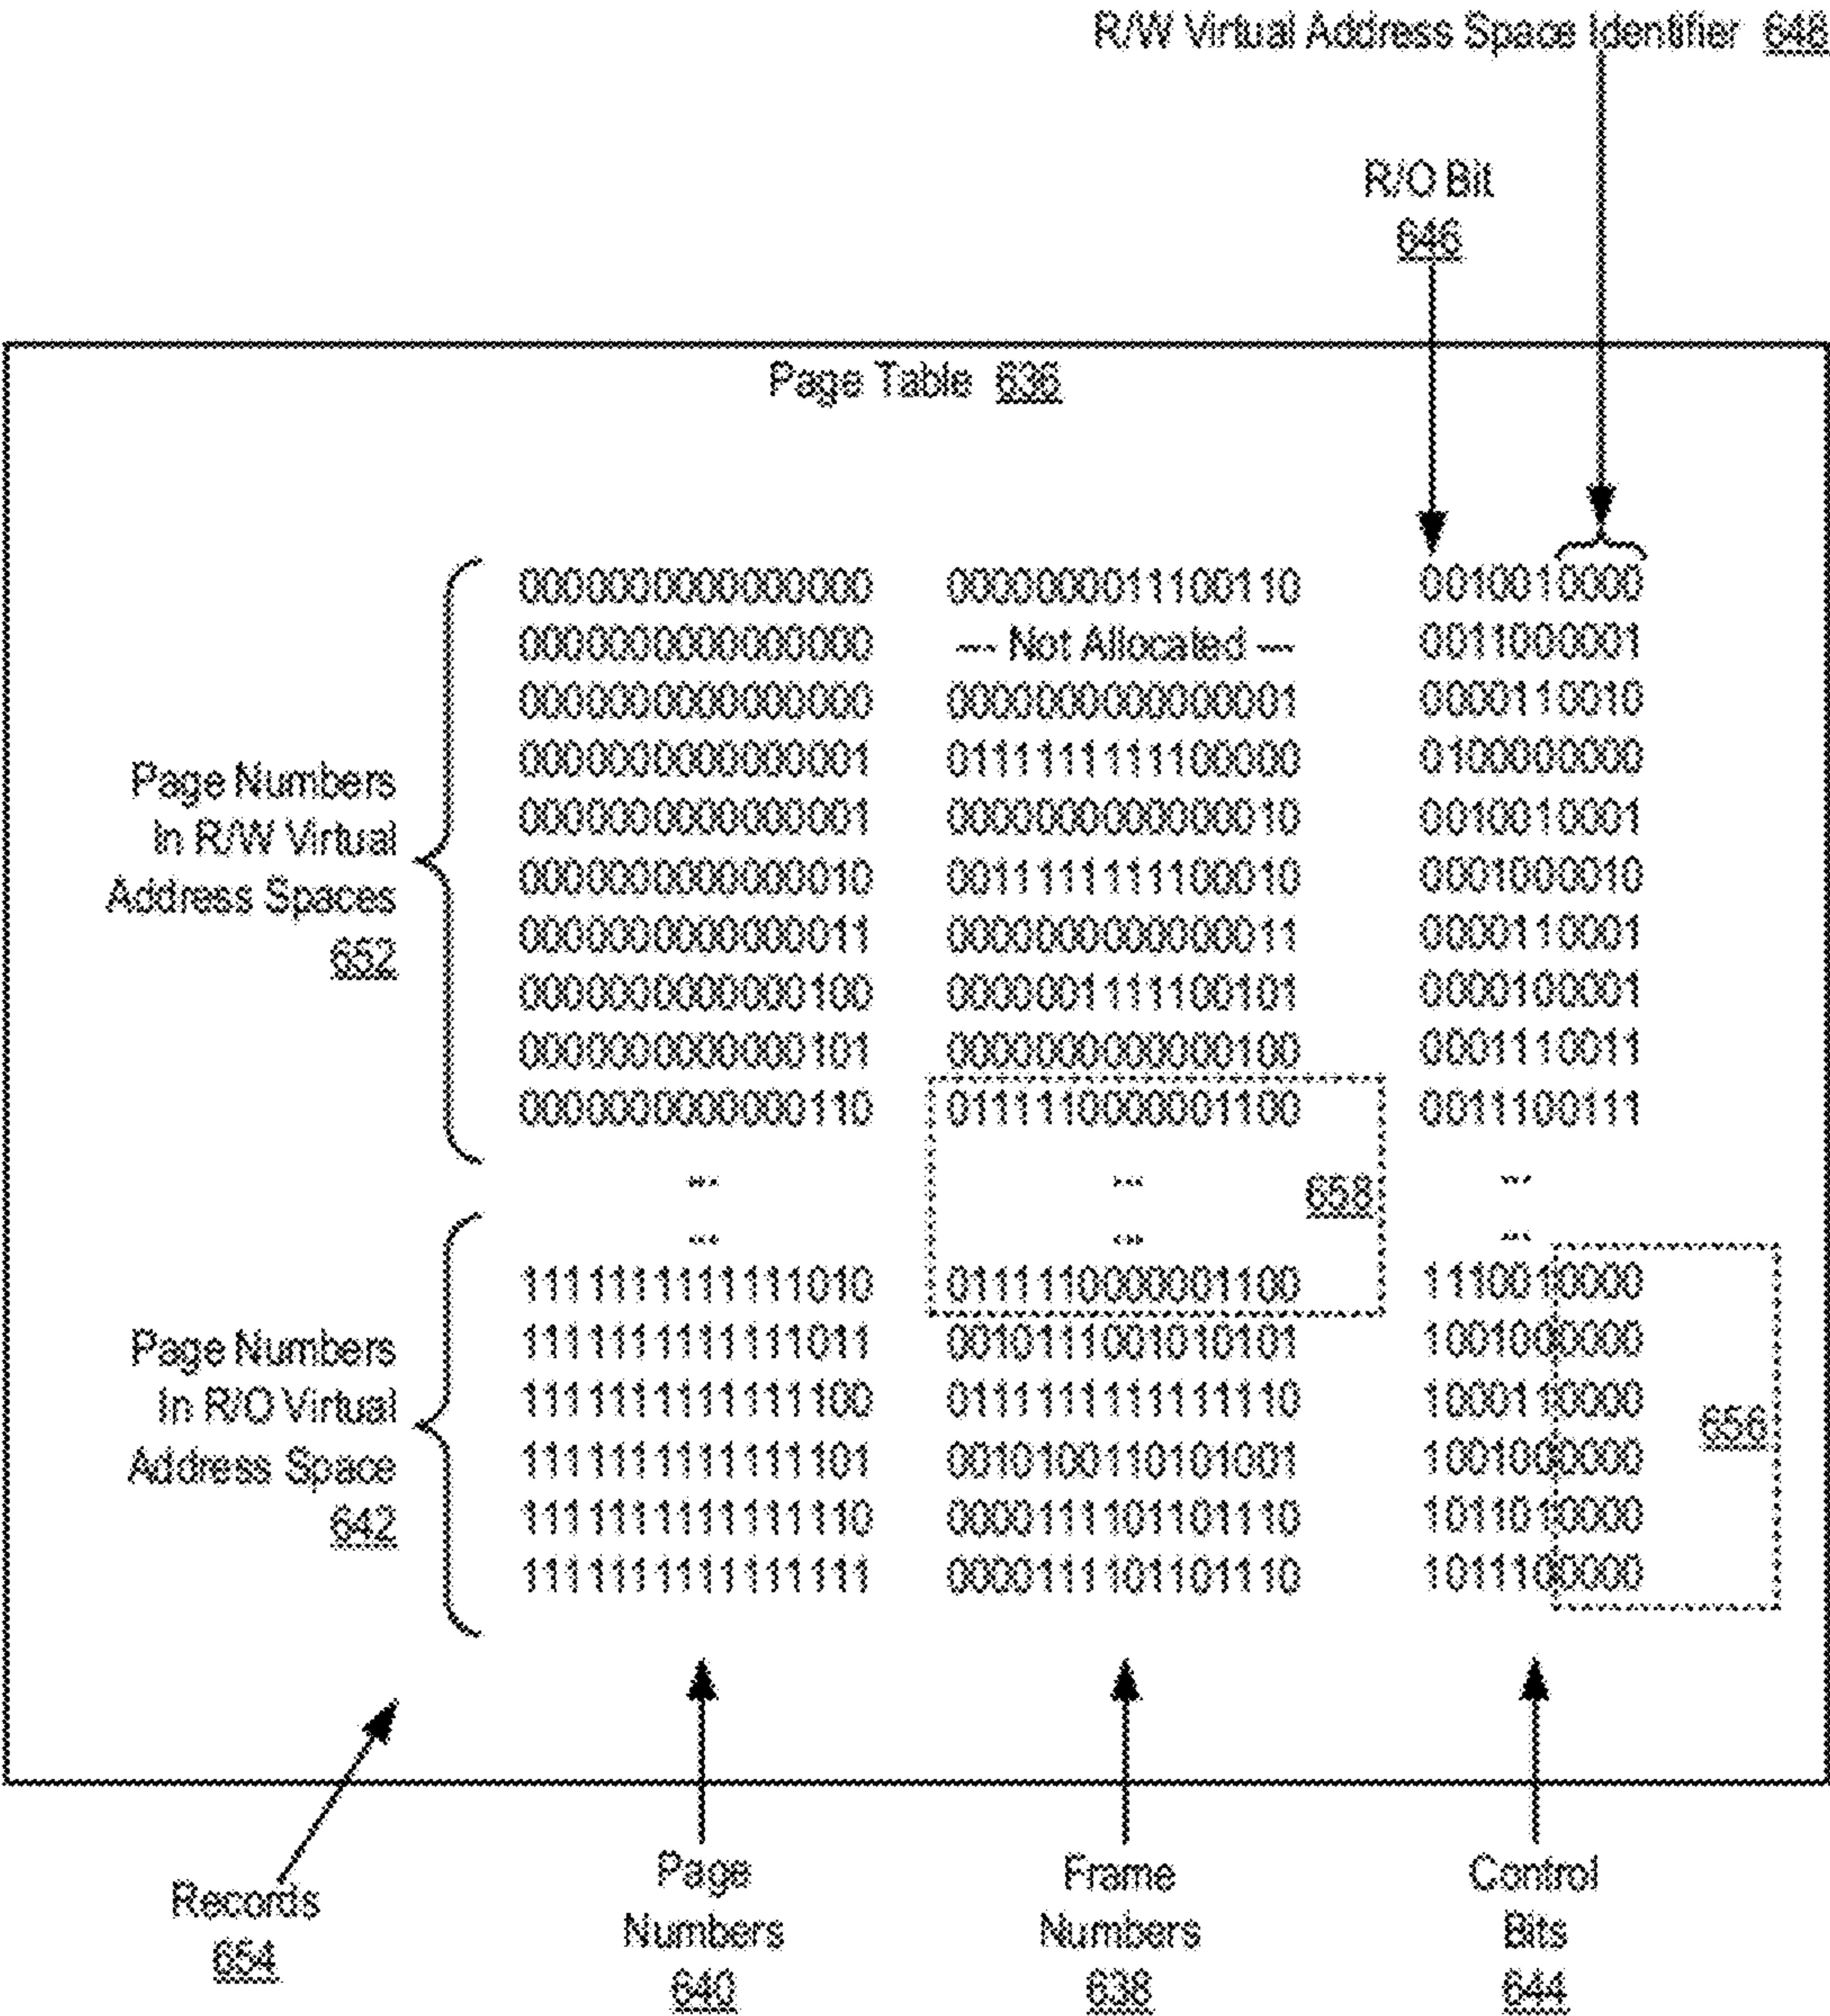 R/W Virtual Address Space Identifier 648
R/O Bit
646
Page Table 636
0000000000000000 0000000011100110 0010010000
0000000000000000 --- Not Allocated --- 0011000001
0000000000000000 0000000000000001 0000110010
0000000000000001 0111111111100000 0100000000
0000000000000001 0000000000000010 0010010001
0000000000000010 0011111111100010 0001000010
0000000000000011 0000000000000011 0000110001
0000000000000100 0000001111100101 0000100001
0000000000000101 0000000000000100 0001110011
0000000000000110 0111110000001100 0011100111
... ... ...
... ... ...
1111111111111010 0111110000001100 1110010000
1111111111111011 0010111001010101 1001000000
1111111111111100 0111111111111110 1000110000
1111111111111101 0010100110101001 1001000000
1111111111111110 0000111101101110 1011010000
1111111111111111 0000111101101110 1011100000
Page Numbers
In R/W Virtual
Address Spaces
652
658
Page Numbers
In R/O Virtual
Address Space
642
656
Records
654
Page
Numbers
640
Frame
Numbers
638
Control
Bits
644